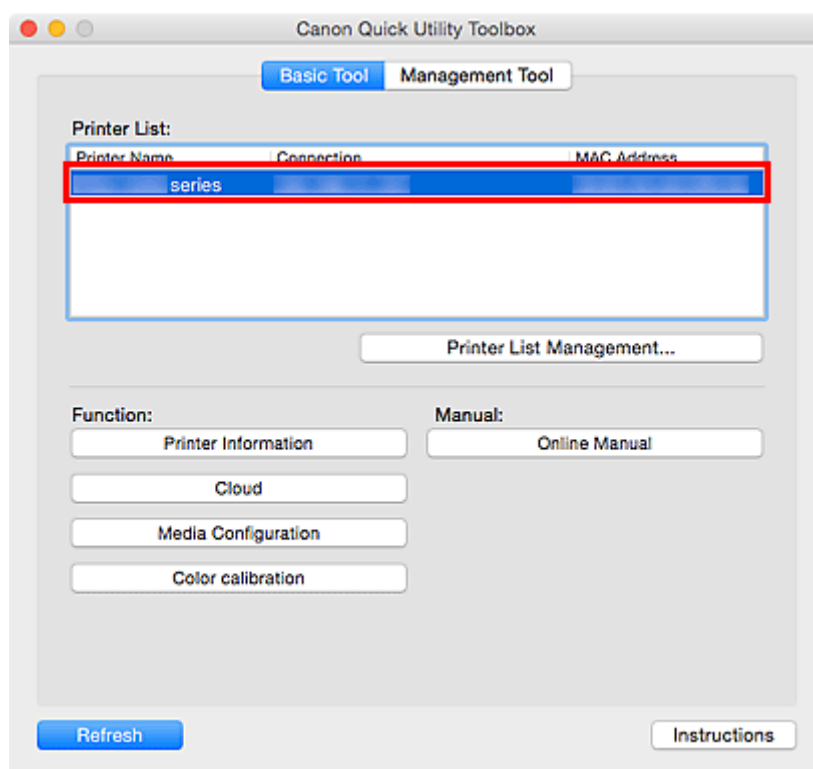 Canon Quick Utility Toolbox
Basic Tool Management Tool
Printer List:
Printer Name Connection MAC Address
series
Printer List Management...
Function: Manual:
Printer Information Online Manual
Cloud
Media Configuration
Color calibration
Refresh Instructions